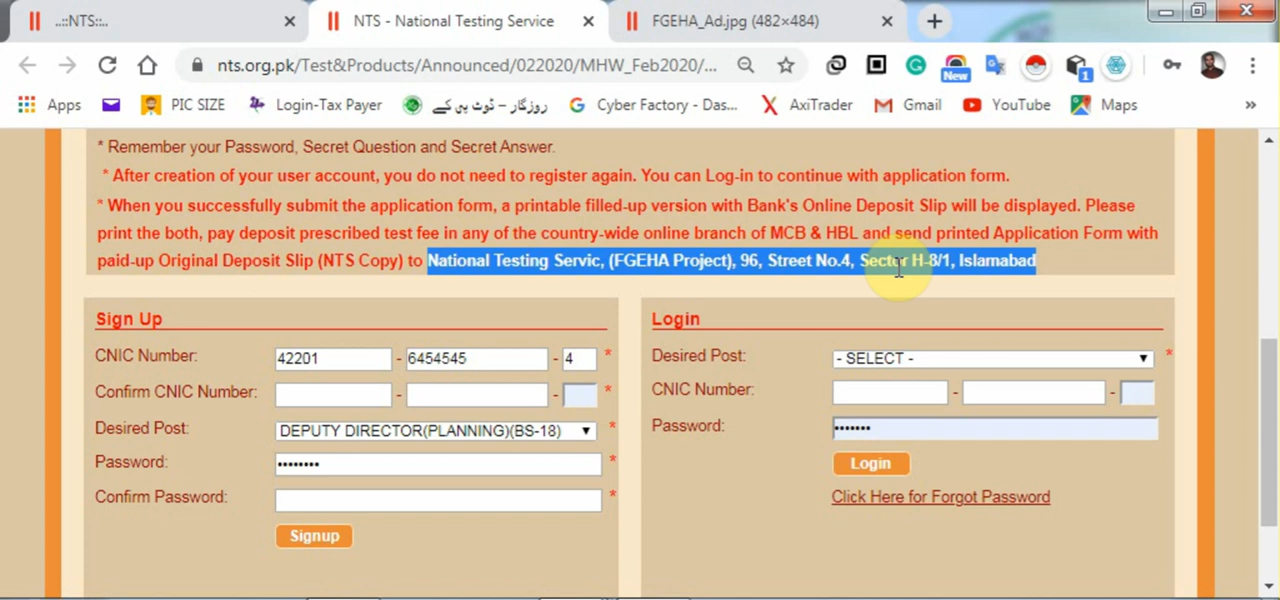 ..::NTS::..
NTS - National Testing Service
FGEHA_Ad.jpg (482×484)
nts.org.pk/Test&Products/Announced/022020/MHW_Feb2020/...
New
1
Apps
PIC SIZE
Login-Tax Payer
روزگار – ٹوٹ ہی کے
Cyber Factory - Das...
AxiTrader
Gmail
YouTube
Maps
»
* Remember your Password, Secret Question and Secret Answer.
* After creation of your user account, you do not need to register again. You can Log-in to continue with application form.
* When you successfully submit the application form, a printable filled-up version with Bank's Online Deposit Slip will be displayed. Please
print the both, pay deposit prescribed test fee in any of the country-wide online branch of MCB & HBL and send printed Application Form with
paid-up Original Deposit Slip (NTS Copy) to National Testing Servic, (FGEHA Project), 96, Street No.4, Sector H-8/1, Islamabad
Sign Up
CNIC Number: 42201 - 6454545 - 4 *
Confirm CNIC Number: - - *
Desired Post: DEPUTY DIRECTOR(PLANNING)(BS-18) *
Password: •••••••• *
Confirm Password: *
Signup
Login
Desired Post: - SELECT - *
CNIC Number: - -
Password: •••••••
Login
Click Here for Forgot Password